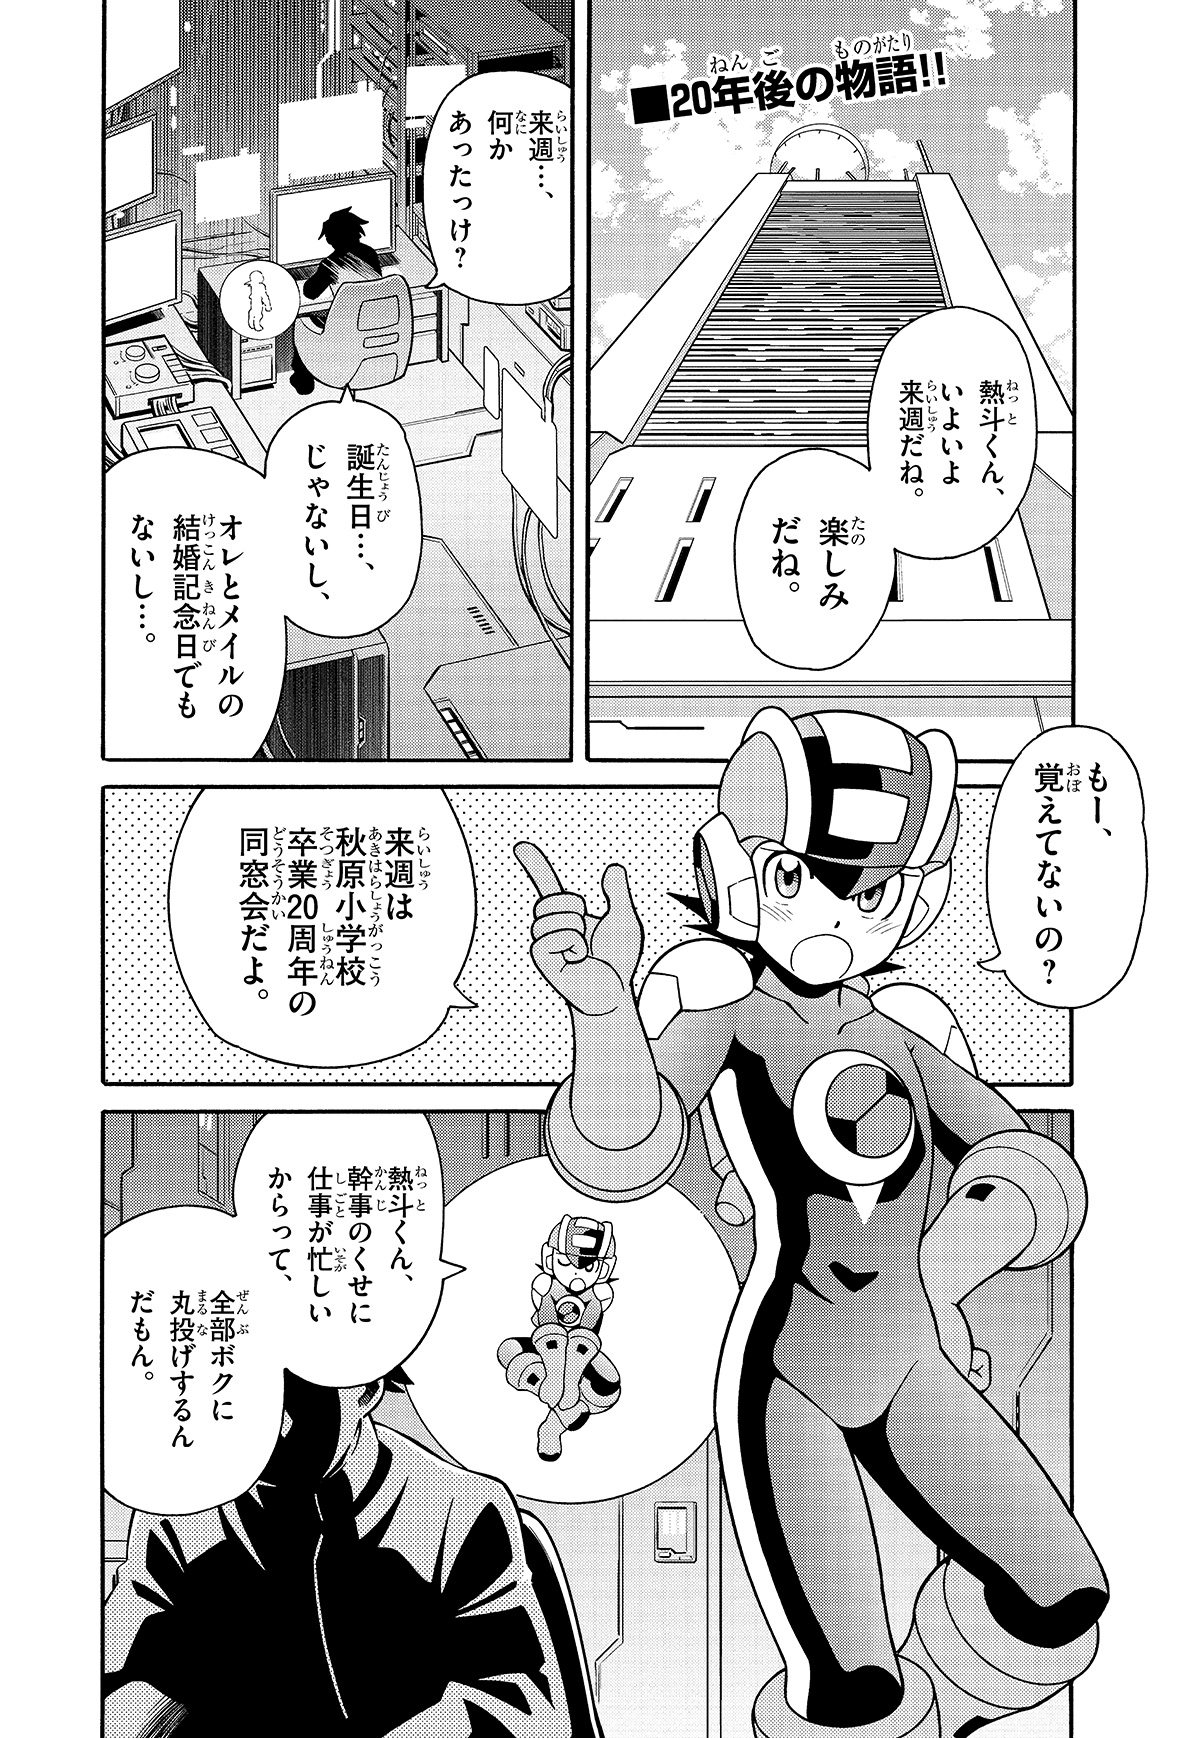 ■20年後の物語!!
熱斗くん、
いよいよ
来週だね。
楽しみ
だね。
来週…、
何か
あったっけ？
誕生日…、
じゃないし、
オレとメイルの
結婚記念日でも
ないし…。
もー、
覚えてないの？
来週は
秋原小学校
卒業20周年の
同窓会だよ。
熱斗くん、
幹事のくせに
仕事が忙しい
からって、
全部ボクに
丸投げするん
だもん。